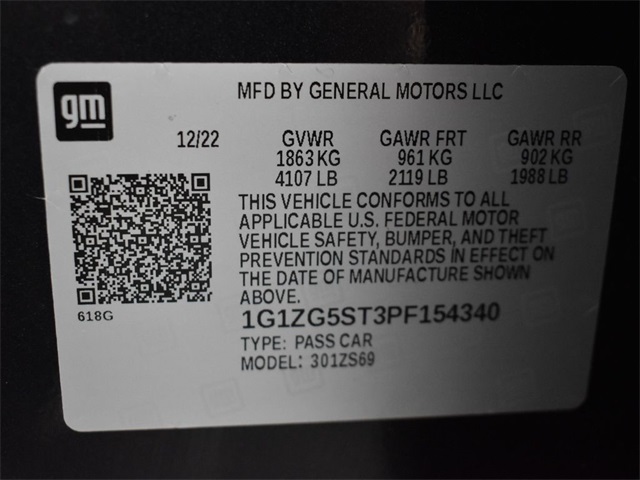 gm
MFD BY GENERAL MOTORS LLC
12/22 GVWR GAWR FRT GAWR RR
1863 KG 961 KG 902 KG
4107 LB 2119 LB 1988 LB
THIS VEHICLE CONFORMS TO ALL
APPLICABLE U.S. FEDERAL MOTOR
VEHICLE SAFETY, BUMPER, AND THEFT
PREVENTION STANDARDS IN EFFECT ON
THE DATE OF MANUFACTURE SHOWN
ABOVE.
618G
1G1ZG5ST3PF154340
TYPE: PASS CAR
MODEL: 301ZS69